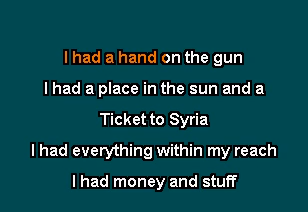 I had a hand on the gun
I had a place in the sun and a
Ticket to Syria
I had everything within my reach
I had money and stuff